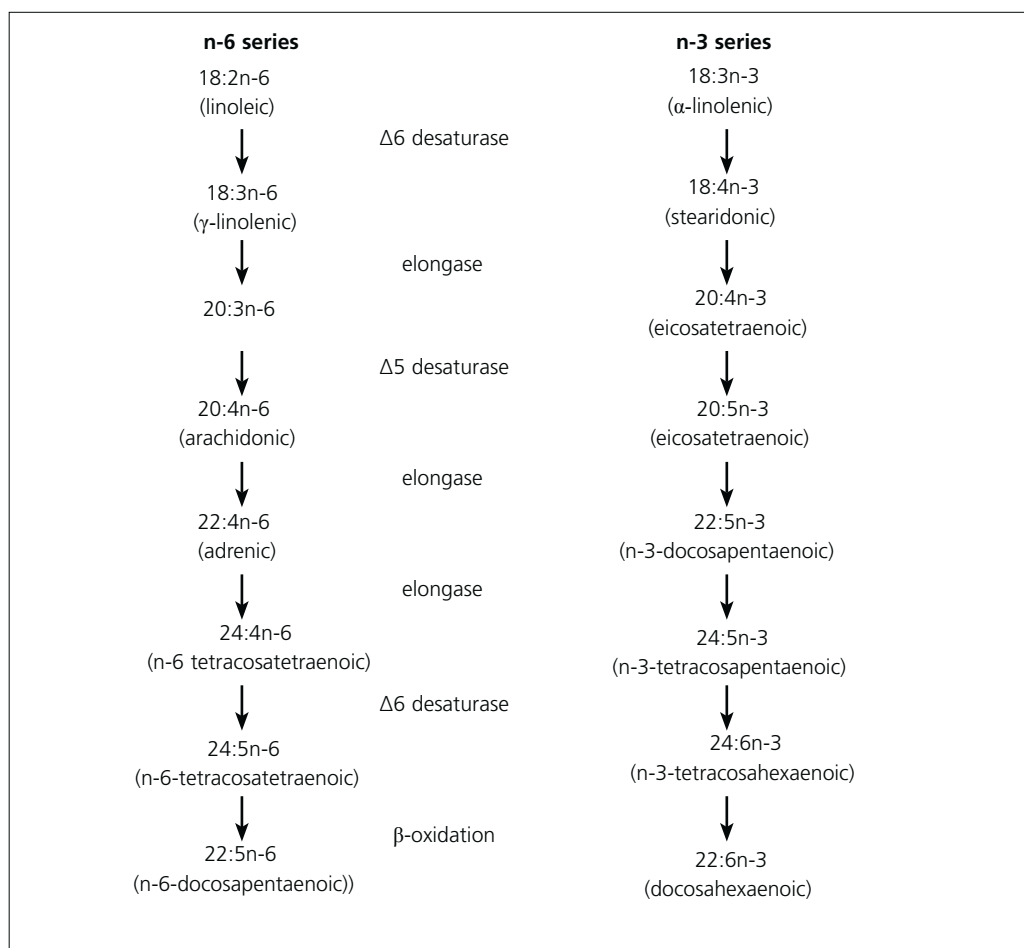 n-6 series
18:2n-6
(linoleic)
18:3n-6
(γ-linolenic)
20:3n-6
20:4n-6
(arachidonic)
22:4n-6
(adrenic)
24:4n-6
(n-6 tetracosatetraenoic)
24:5n-6
(n-6-tetracosatetraenoic)
22:5n-6
(n-6-docosapentaenoic))
Δ6 desaturase
elongase
Δ5 desaturase
elongase
elongase
Δ6 desaturase
β-oxidation
n-3 series
18:3n-3
(α-linolenic)
18:4n-3
(stearidonic)
20:4n-3
(eicosatetraenoic)
20:5n-3
(eicosatetraenoic)
22:5n-3
(n-3-docosapentaenoic)
24:5n-3
(n-3-tetracosapentaenoic)
24:6n-3
(n-3-tetracosahexaenoic)
22:6n-3
(docosahexaenoic)